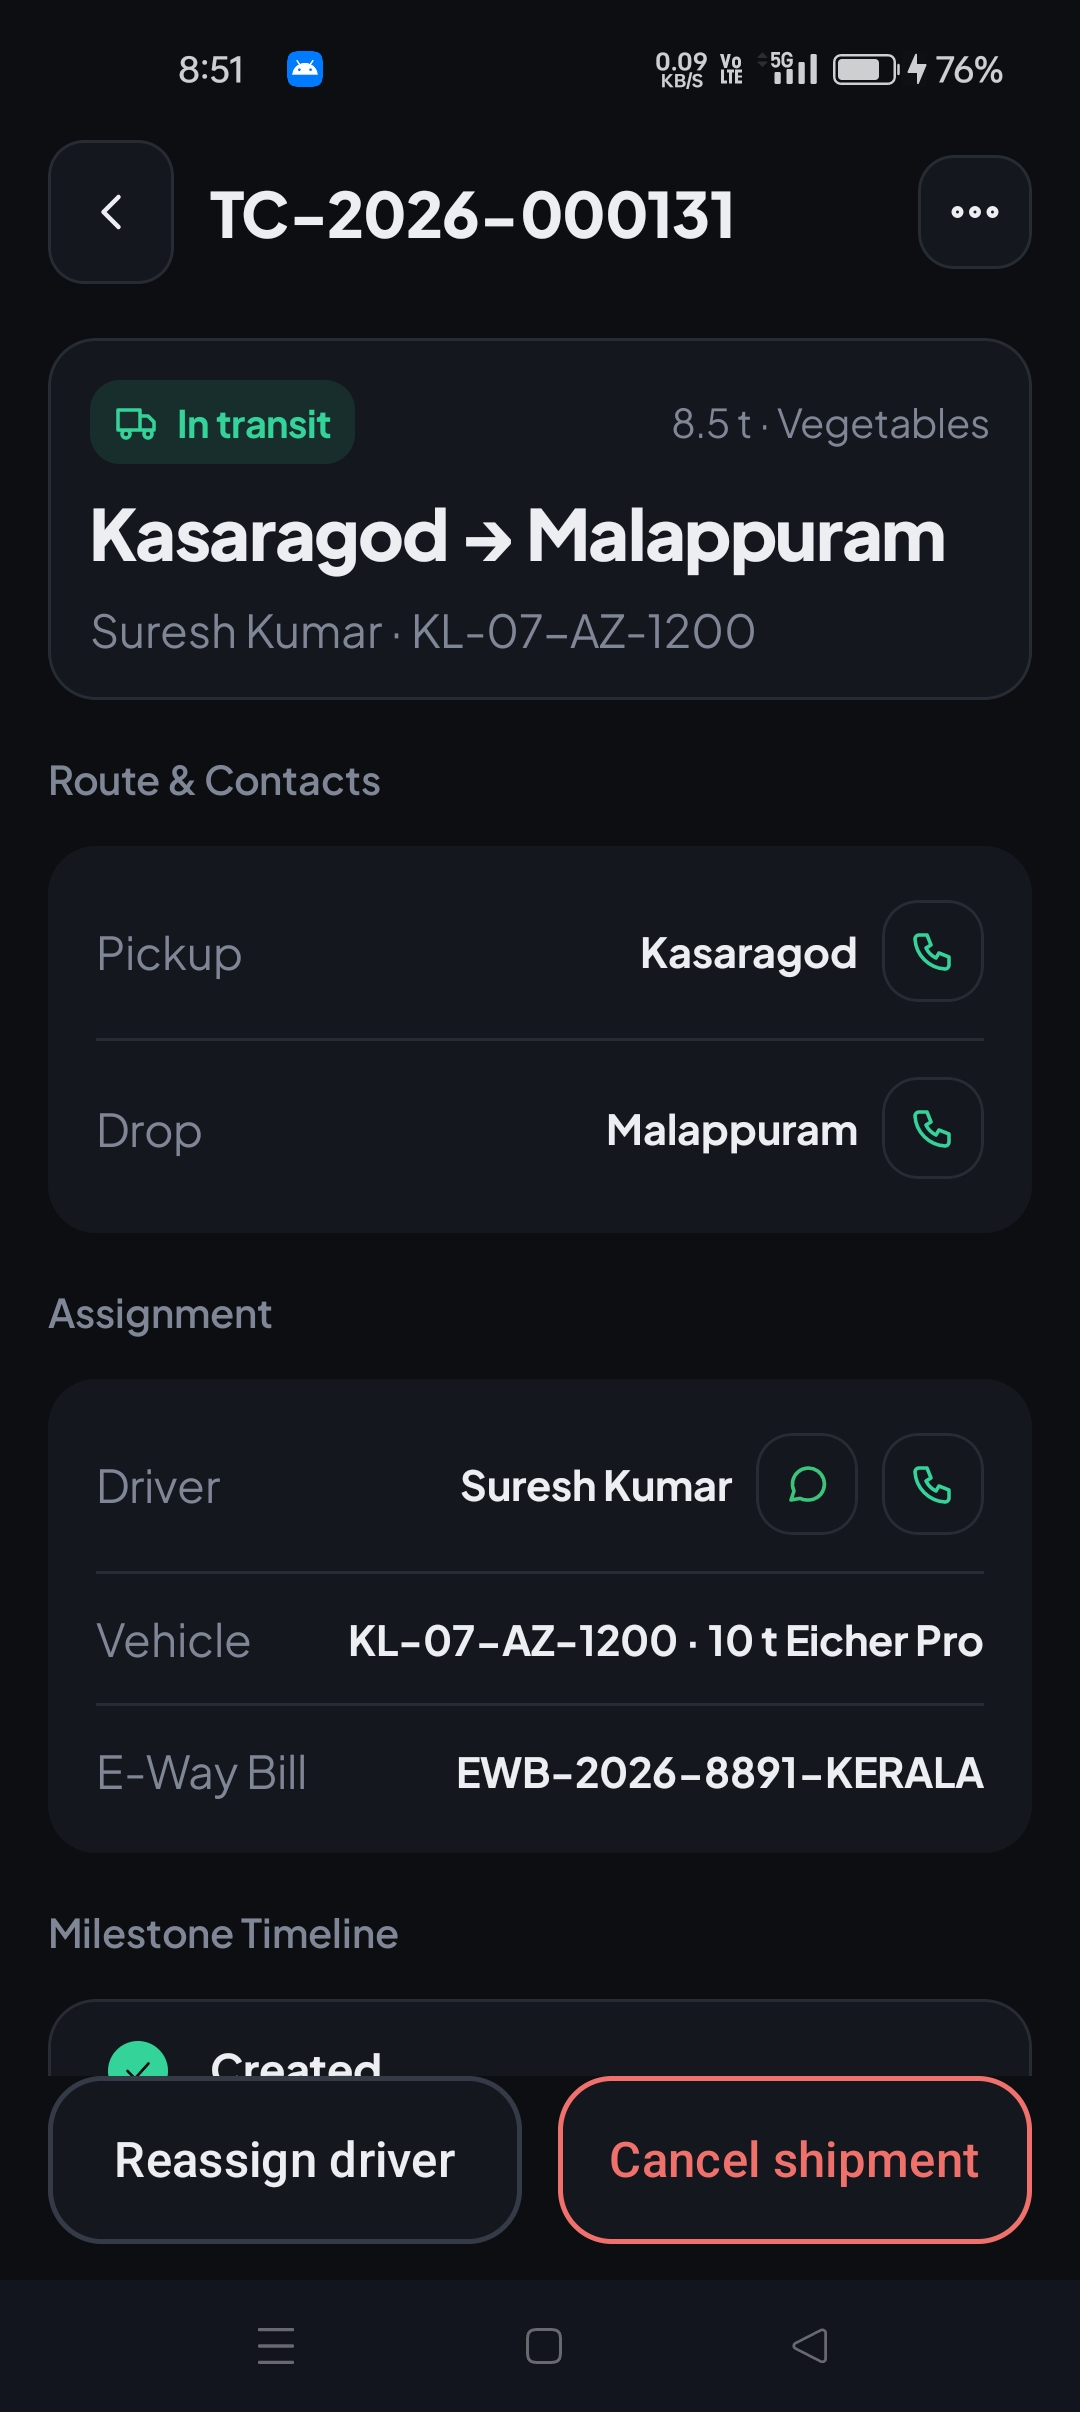 8:51
0.09 KB/S Vo LTE 5G 76%
TC-2026-000131
In transit
8.5 t · Vegetables
Kasaragod → Malappuram
Suresh Kumar · KL-07-AZ-1200
Route & Contacts
Pickup Kasaragod
Drop Malappuram
Assignment
Driver Suresh Kumar
Vehicle KL-07-AZ-1200 · 10 t Eicher Pro
E-Way Bill EWB-2026-8891-KERALA
Milestone Timeline
Created
Reassign driver
Cancel shipment